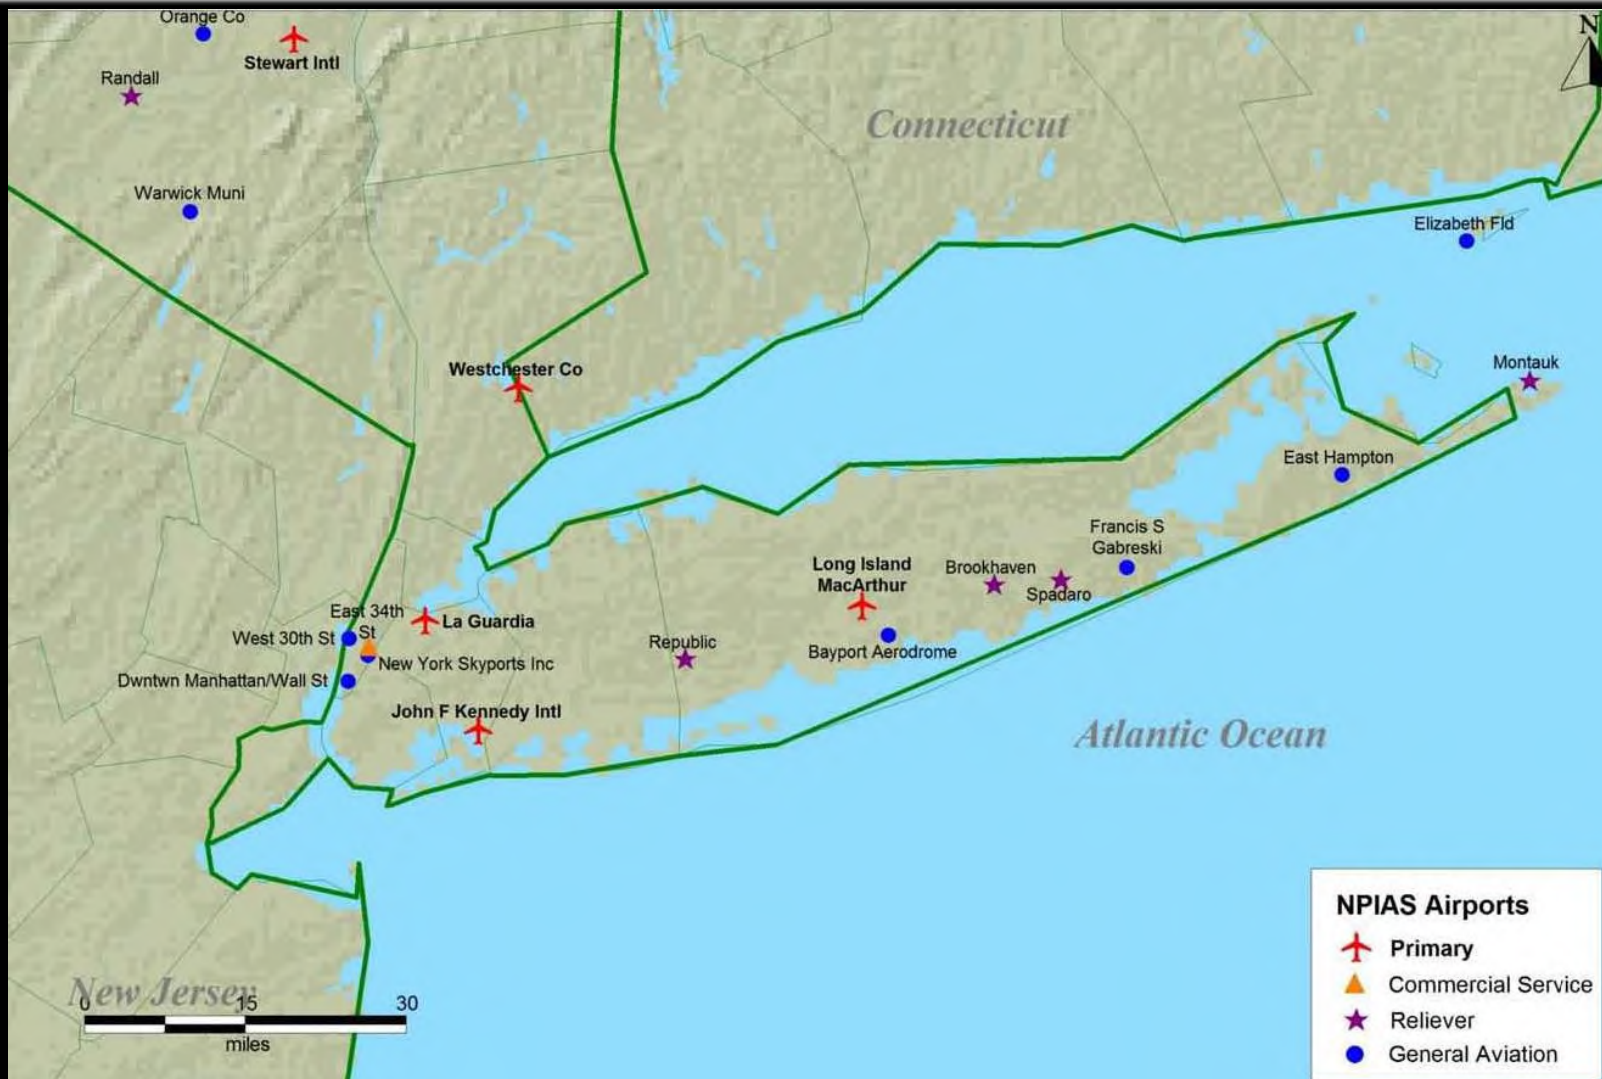 Orange Co
N
Stewart Intl
Randall
Connecticut
Warwick Muni
Elizabeth Fld
Westchester Co
Montauk
East Hampton
Francis S
Gabreski
Long Island
MacArthur
Brookhaven
Spadaro
East 34th
St
La Guardia
West 30th St
Republic
Bayport Aerodrome
New York Skyports Inc
Dwntwn Manhattan/Wall St
John F Kennedy Intl
Atlantic Ocean
New Jersey
0 15 30
miles
NPIAS Airports
Primary
Commercial Service
Reliever
General Aviation